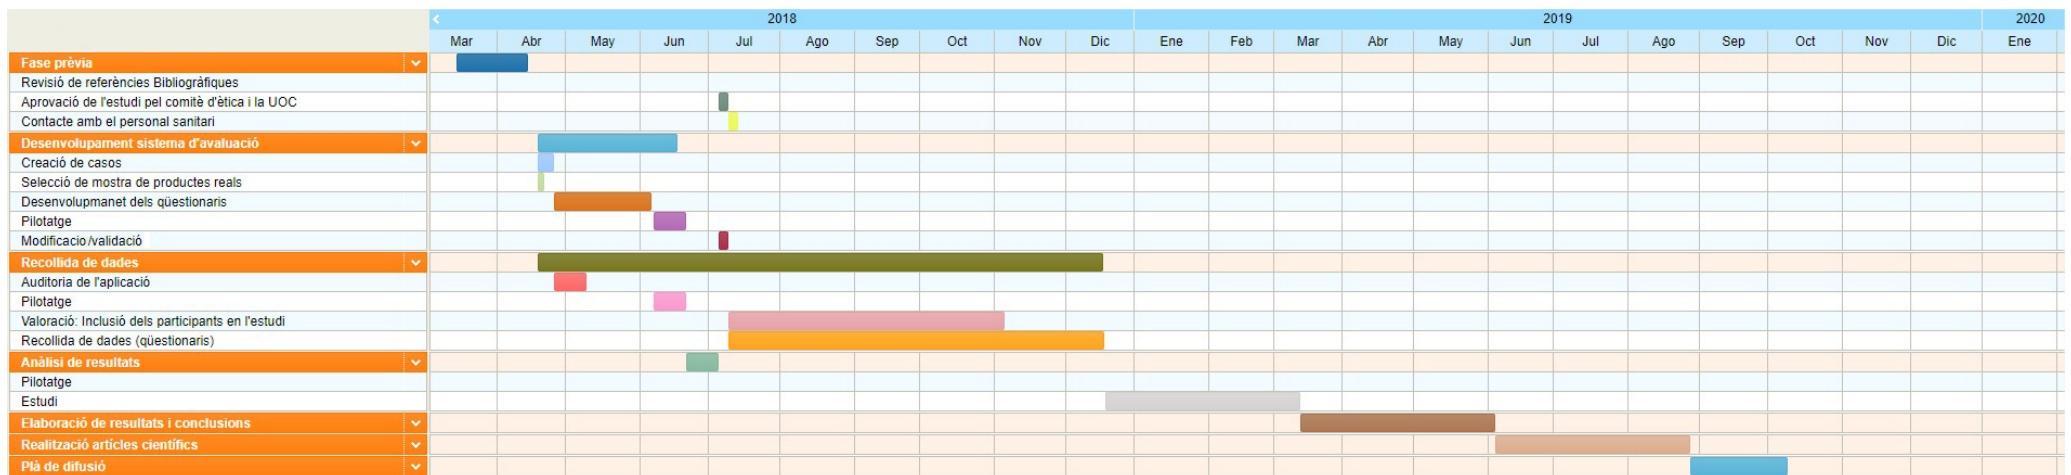 2018 2019 2020
Mar Abr May Jun Jul Ago Sep Oct Nov Dic Ene Feb Mar Abr May Jun Jul Ago Sep Oct Nov Dic Ene
Fase prèvia
Revisió de referències Bibliogràfiques
Aprovació de l'estudi pel comitè d'ètica i la UOC
Contacte amb el personal sanitari
Desenvolupament sistema d'avaluació
Creació de casos
Selecció de mostra de productes reals
Desenvolupmanet dels qüestionaris
Pilotatge
Modificacio/validació
Recollida de dades
Auditoria de l'aplicació
Pilotatge
Valoració: Inclusió dels participants en l'estudi
Recollida de dades (qüestionaris)
Anàlisi de resultats
Pilotatge
Estudi
Elaboració de resultats i conclusions
Realització artícles científics
Plà de difusió